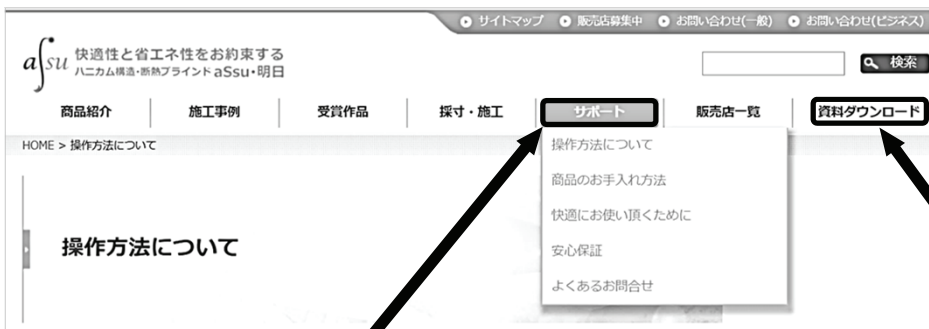 サイトマップ 販売店募集中 お問い合わせ(一般) お問い合わせ(ビジネス)
aSsu 快適性と省エネ性をお約束する
ハニカム構造・断熱ブラインド aSsu・明日
検索
商品紹介 施工事例 受賞作品 採寸・施工 サポート 販売店一覧 資料ダウンロード
HOME > 操作方法について
操作方法について
商品のお手入れ方法
快適にお使い頂くために
操作方法について
安心保証
よくあるお問合せ